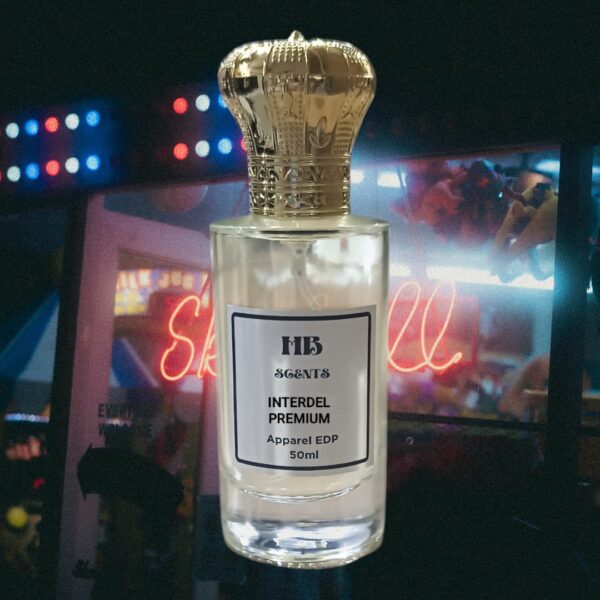 HB
SCENTS
INTERDEL
PREMIUM
Apparel EDP
50ml